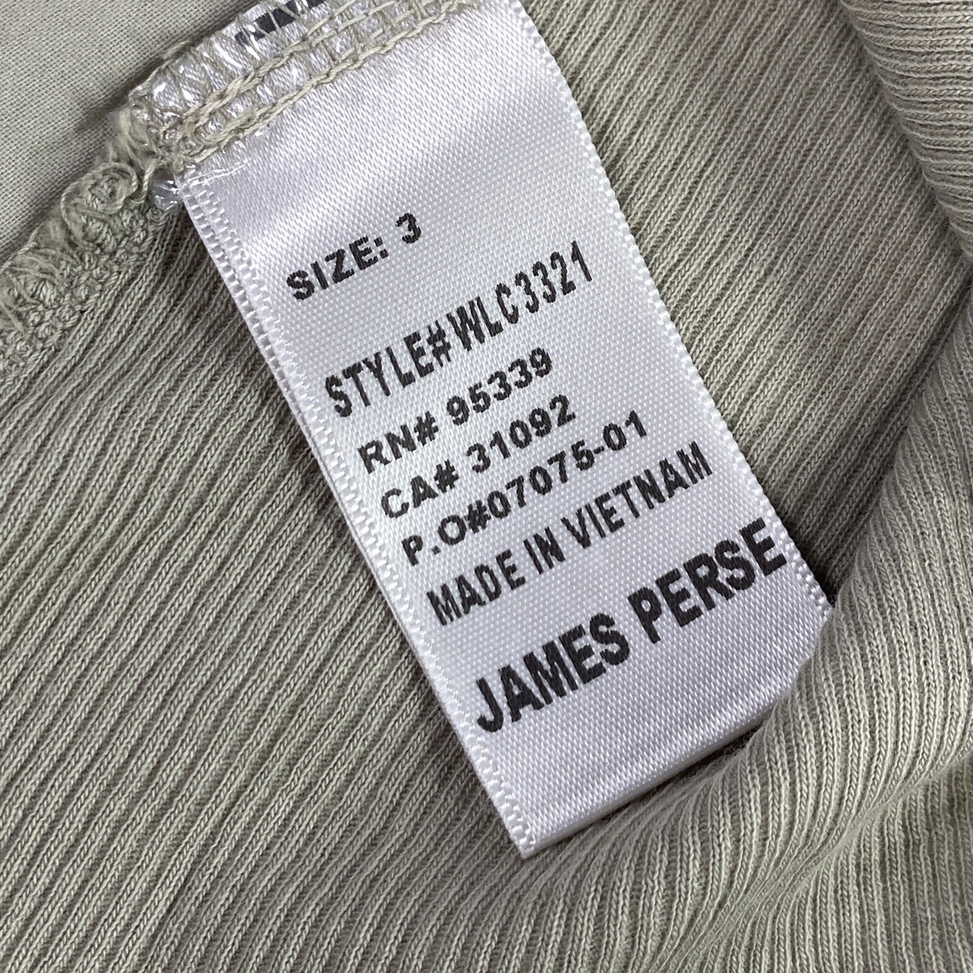 SIZE: 3
STYLE# WLC3321
RN# 95339
CA# 31092
P.O#07075-01
MADE IN VIETNAM
JAMES PERSE